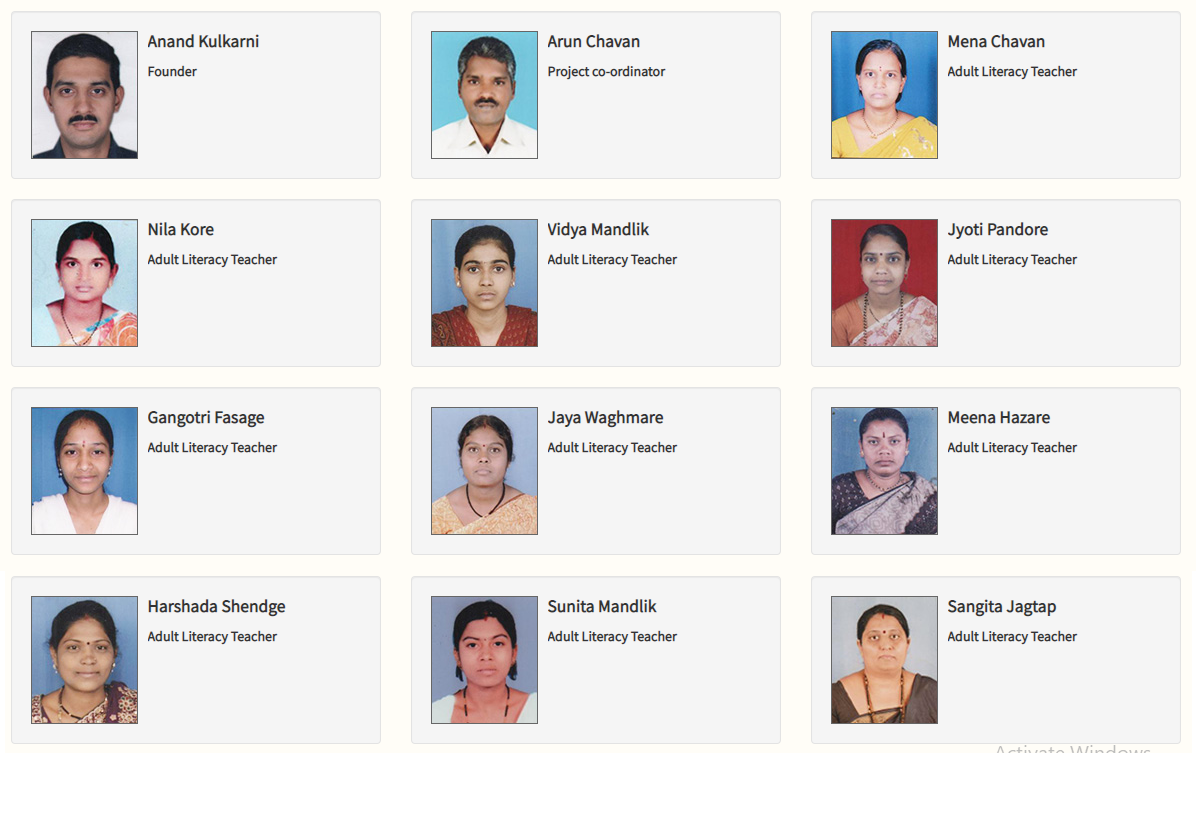 Anand Kulkarni
Founder
Arun Chavan
Project co-ordinator
Mena Chavan
Adult Literacy Teacher
Nila Kore
Adult Literacy Teacher
Vidya Mandlik
Adult Literacy Teacher
Jyoti Pandore
Adult Literacy Teacher
Gangotri Fasage
Adult Literacy Teacher
Jaya Waghmare
Adult Literacy Teacher
Meena Hazare
Adult Literacy Teacher
Harshada Shendge
Adult Literacy Teacher
Sunita Mandlik
Adult Literacy Teacher
Sangita Jagtap
Adult Literacy Teacher
Activate Windows